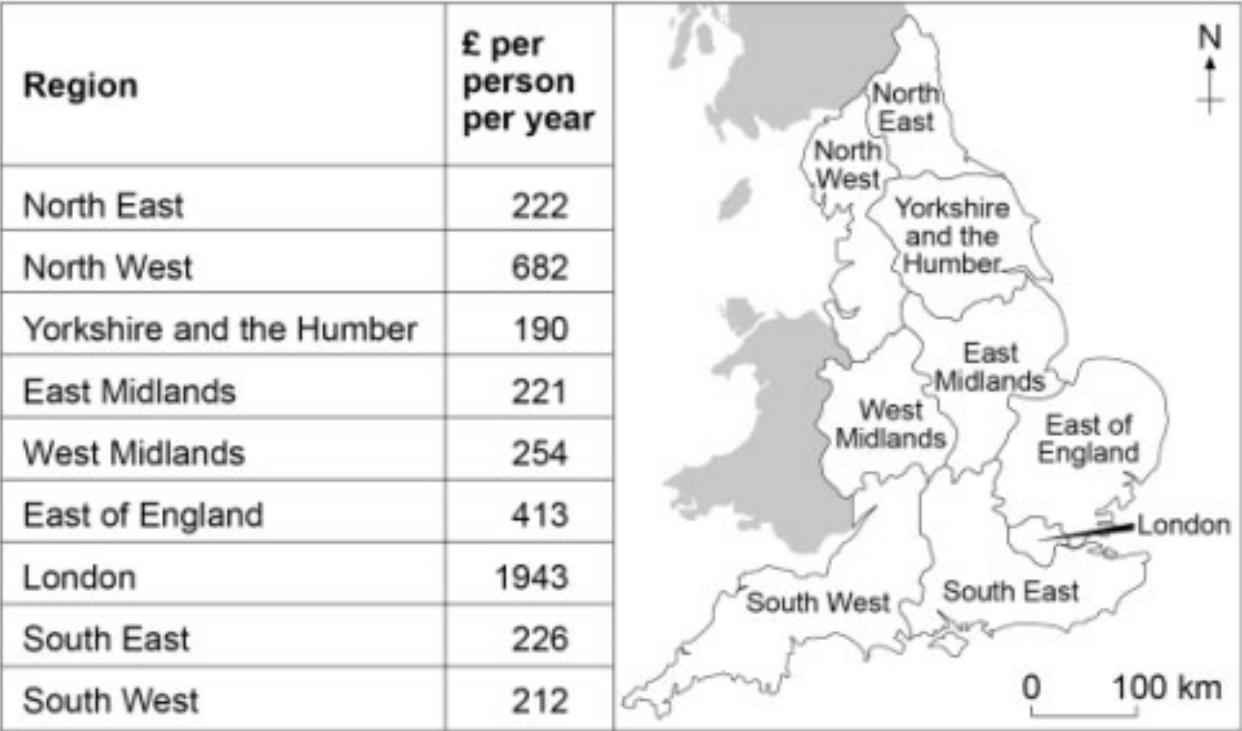 Region
£ per
person
per year
North East
222
North West
682
Yorkshire and the Humber
190
East Midlands
221
West Midlands
254
East of England
413
London
1943
South East
226
South West
212
N
North
East
North
West
Yorkshire
and the
Humber
East
Midlands
West
Midlands
East of
England
London
South West
South East
0 100 km